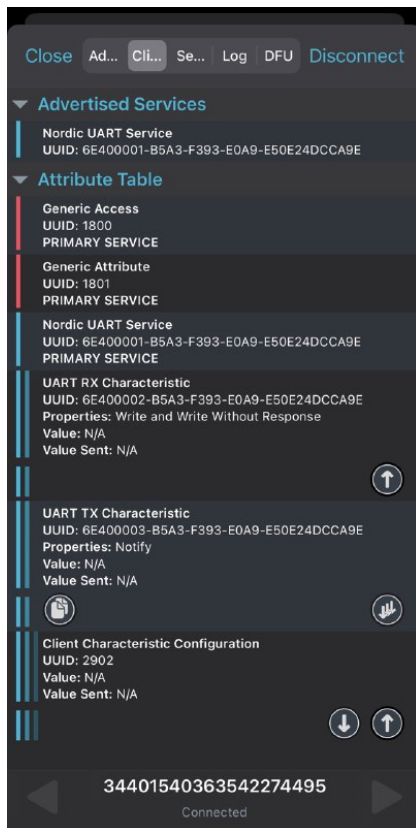 Close Ad... Cli... Se... Log DFU Disconnect
Advertised Services
Nordic UART Service
UUID: 6E400001-B5A3-F393-E0A9-E50E24DCCA9E
Attribute Table
Generic Access
UUID: 1800
PRIMARY SERVICE
Generic Attribute
UUID: 1801
PRIMARY SERVICE
Nordic UART Service
UUID: 6E400001-B5A3-F393-E0A9-E50E24DCCA9E
PRIMARY SERVICE
UART RX Characteristic
UUID: 6E400002-B5A3-F393-E0A9-E50E24DCCA9E
Properties: Write and Write Without Response
Value: N/A
Value Sent: N/A
UART TX Characteristic
UUID: 6E400003-B5A3-F393-E0A9-E50E24DCCA9E
Properties: Notify
Value: N/A
Value Sent: N/A
Client Characteristic Configuration
UUID: 2902
Value: N/A
Value Sent: N/A
34401540363542274495
Connected